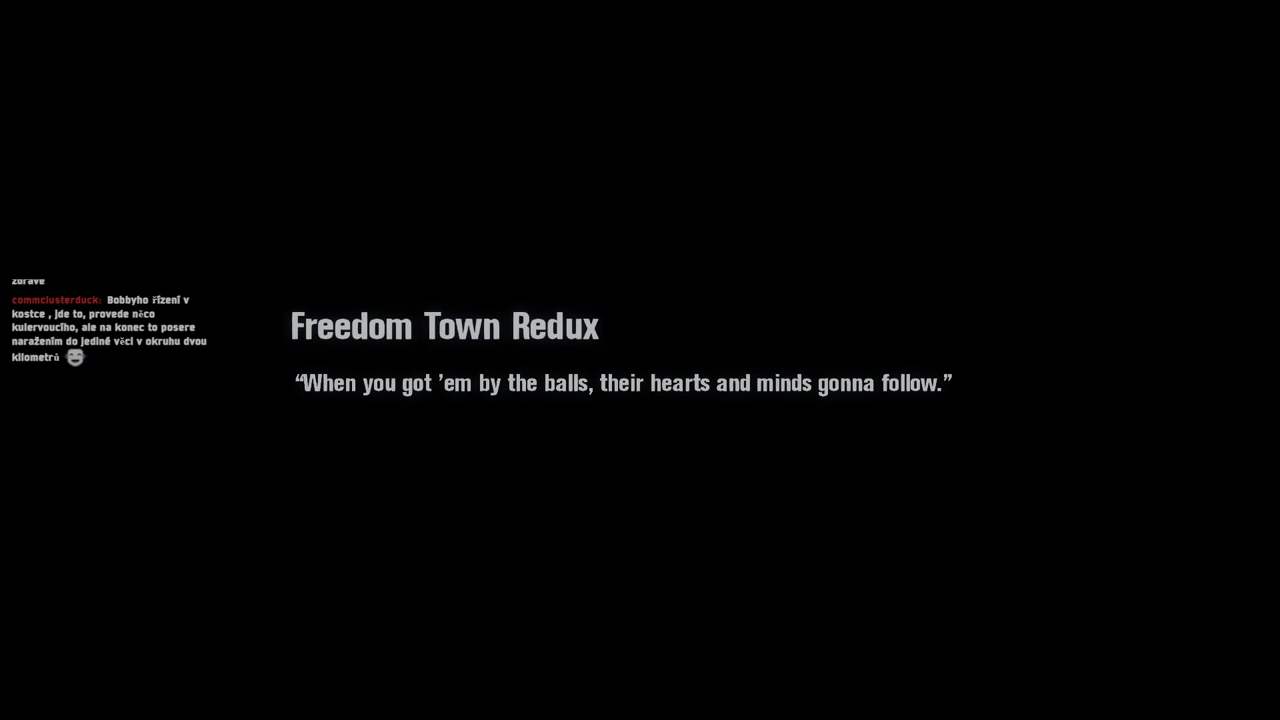 zdravě
commclusterduck: Bobbyho řízení v
kostce , jde to, provede něco
kulervoucího, ale na konec to posere
naražením do jediné věci v okruhu dvou
kilometrů
Freedom Town Redux
“When you got ’em by the balls, their hearts and minds gonna follow.”